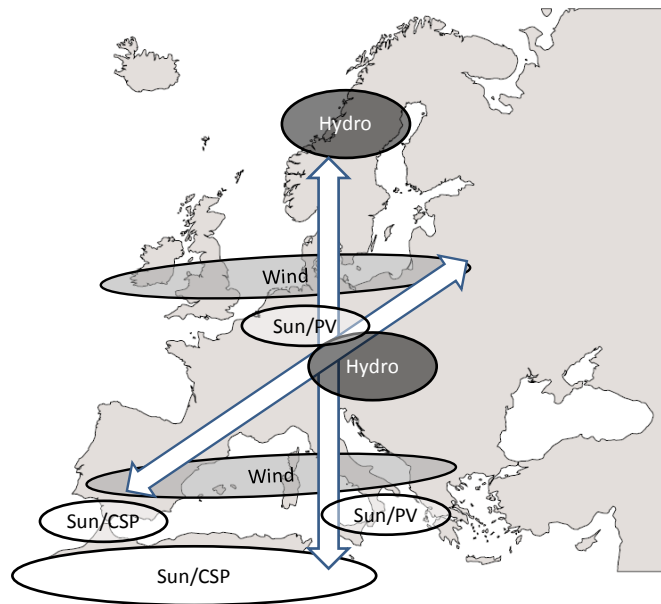 Hydro
Wind
Sun/PV
Hydro
Wind
Sun/CSP
Sun/PV
Sun/CSP